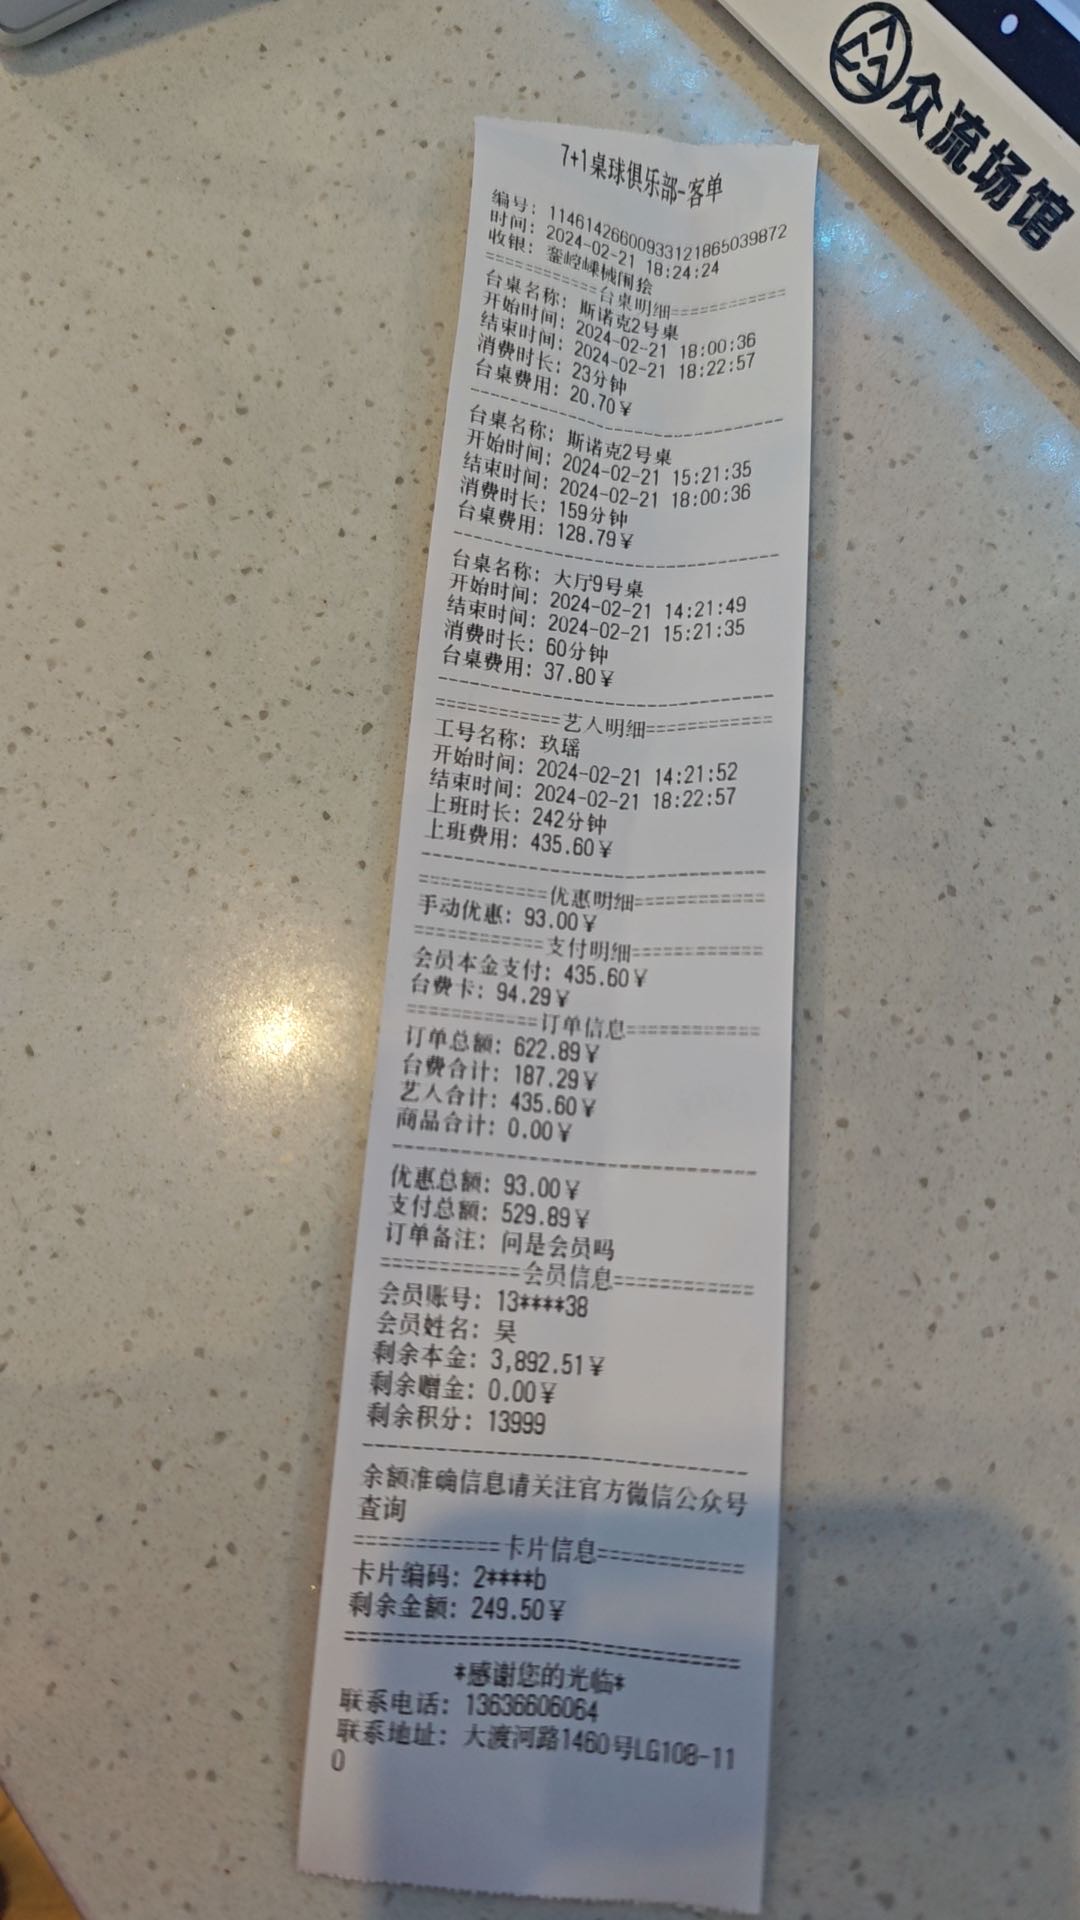 众流场馆
7+1桌球俱乐部-客单
编号: 1146142660093312186503​9872
时间: 2024-02-21 18:24:24
收银:
============台桌明细============
台桌名称: 斯诺克2号桌
开始时间: 2024-02-21 18:00:36
结束时间: 2024-02-21 18:22:57
消费时长: 23分钟
台桌费用: 20.70¥
台桌名称: 斯诺克2号桌
开始时间: 2024-02-21 15:21:35
结束时间: 2024-02-21 18:00:36
消费时长: 159分钟
台桌费用: 128.79¥
台桌名称: 大厅9号桌
开始时间: 2024-02-21 14:21:49
结束时间: 2024-02-21 15:21:35
消费时长: 60分钟
台桌费用: 37.80¥
============艺人明细============
工号名称: 玖瑶
开始时间: 2024-02-21 14:21:52
结束时间: 2024-02-21 18:22:57
上班时长: 242分钟
上班费用: 435.60¥
============优惠明细============
手动优惠: 93.00¥
============支付明细============
会员本金支付: 435.60¥
台费卡: 94.29¥
============订单信息============
订单总额: 622.89¥
台费合计: 187.29¥
艺人合计: 435.60¥
商品合计: 0.00¥
优惠总额: 93.00¥
支付总额: 529.89¥
订单备注: 问是会员吗
============会员信息============
会员账号: 13****38
会员姓名: 吴
剩余本金: 3,892.51¥
剩余赠金: 0.00¥
剩余积分: 13999
余额准确信息请关注官方微信公众号
查询
============卡片信息============
卡片编码: 2****b
剩余金额: 249.50¥
*感谢您的光临*
联系电话: 13636606064
联系地址: 大渡河路1460号LG108-11
0